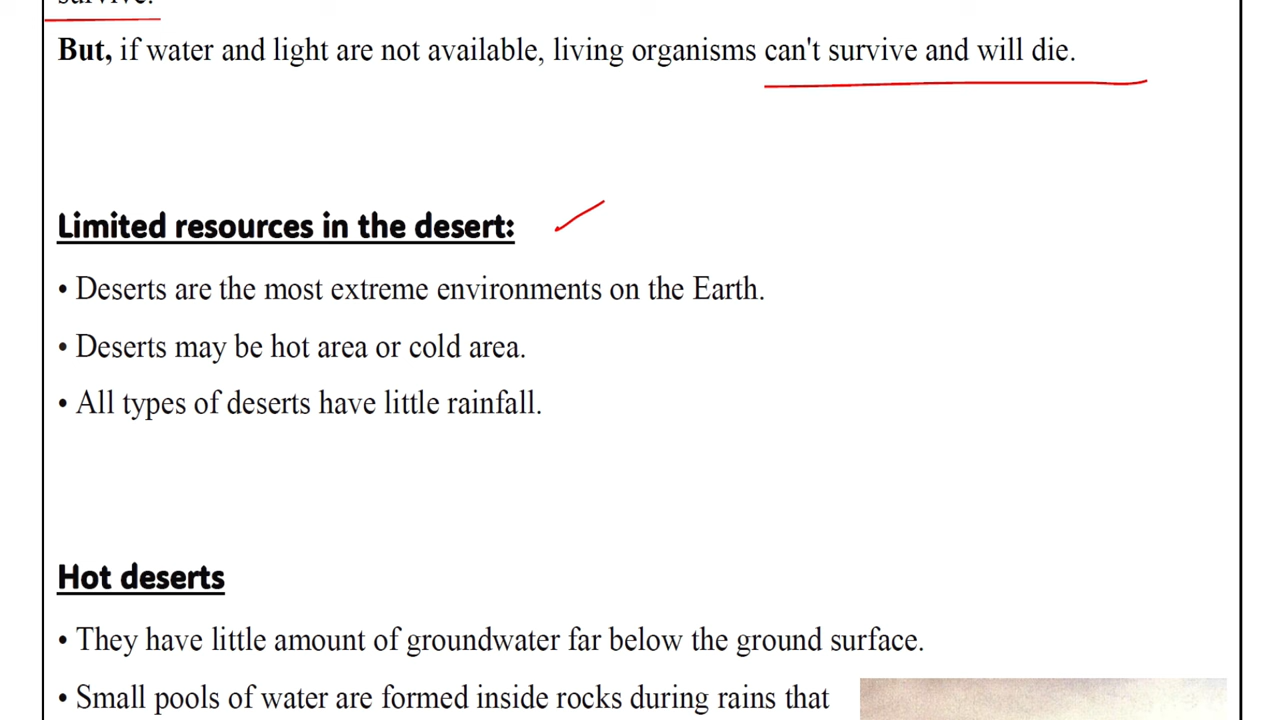 survive.
But, if water and light are not available, living organisms can't survive and will die.
Limited resources in the desert:
• Deserts are the most extreme environments on the Earth.
• Deserts may be hot area or cold area.
• All types of deserts have little rainfall.
Hot deserts
• They have little amount of groundwater far below the ground surface.
• Small pools of water are formed inside rocks during rains that